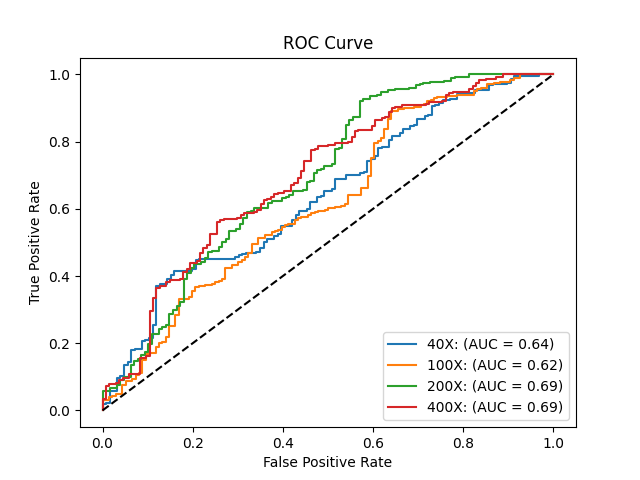 ROC Curve
True Positive Rate
1.0
0.8
0.6
0.4
0.2
0.0
0.0 0.2 0.4 0.6 0.8 1.0
False Positive Rate
40X: (AUC = 0.64)
100X: (AUC = 0.62)
200X: (AUC = 0.69)
400X: (AUC = 0.69)